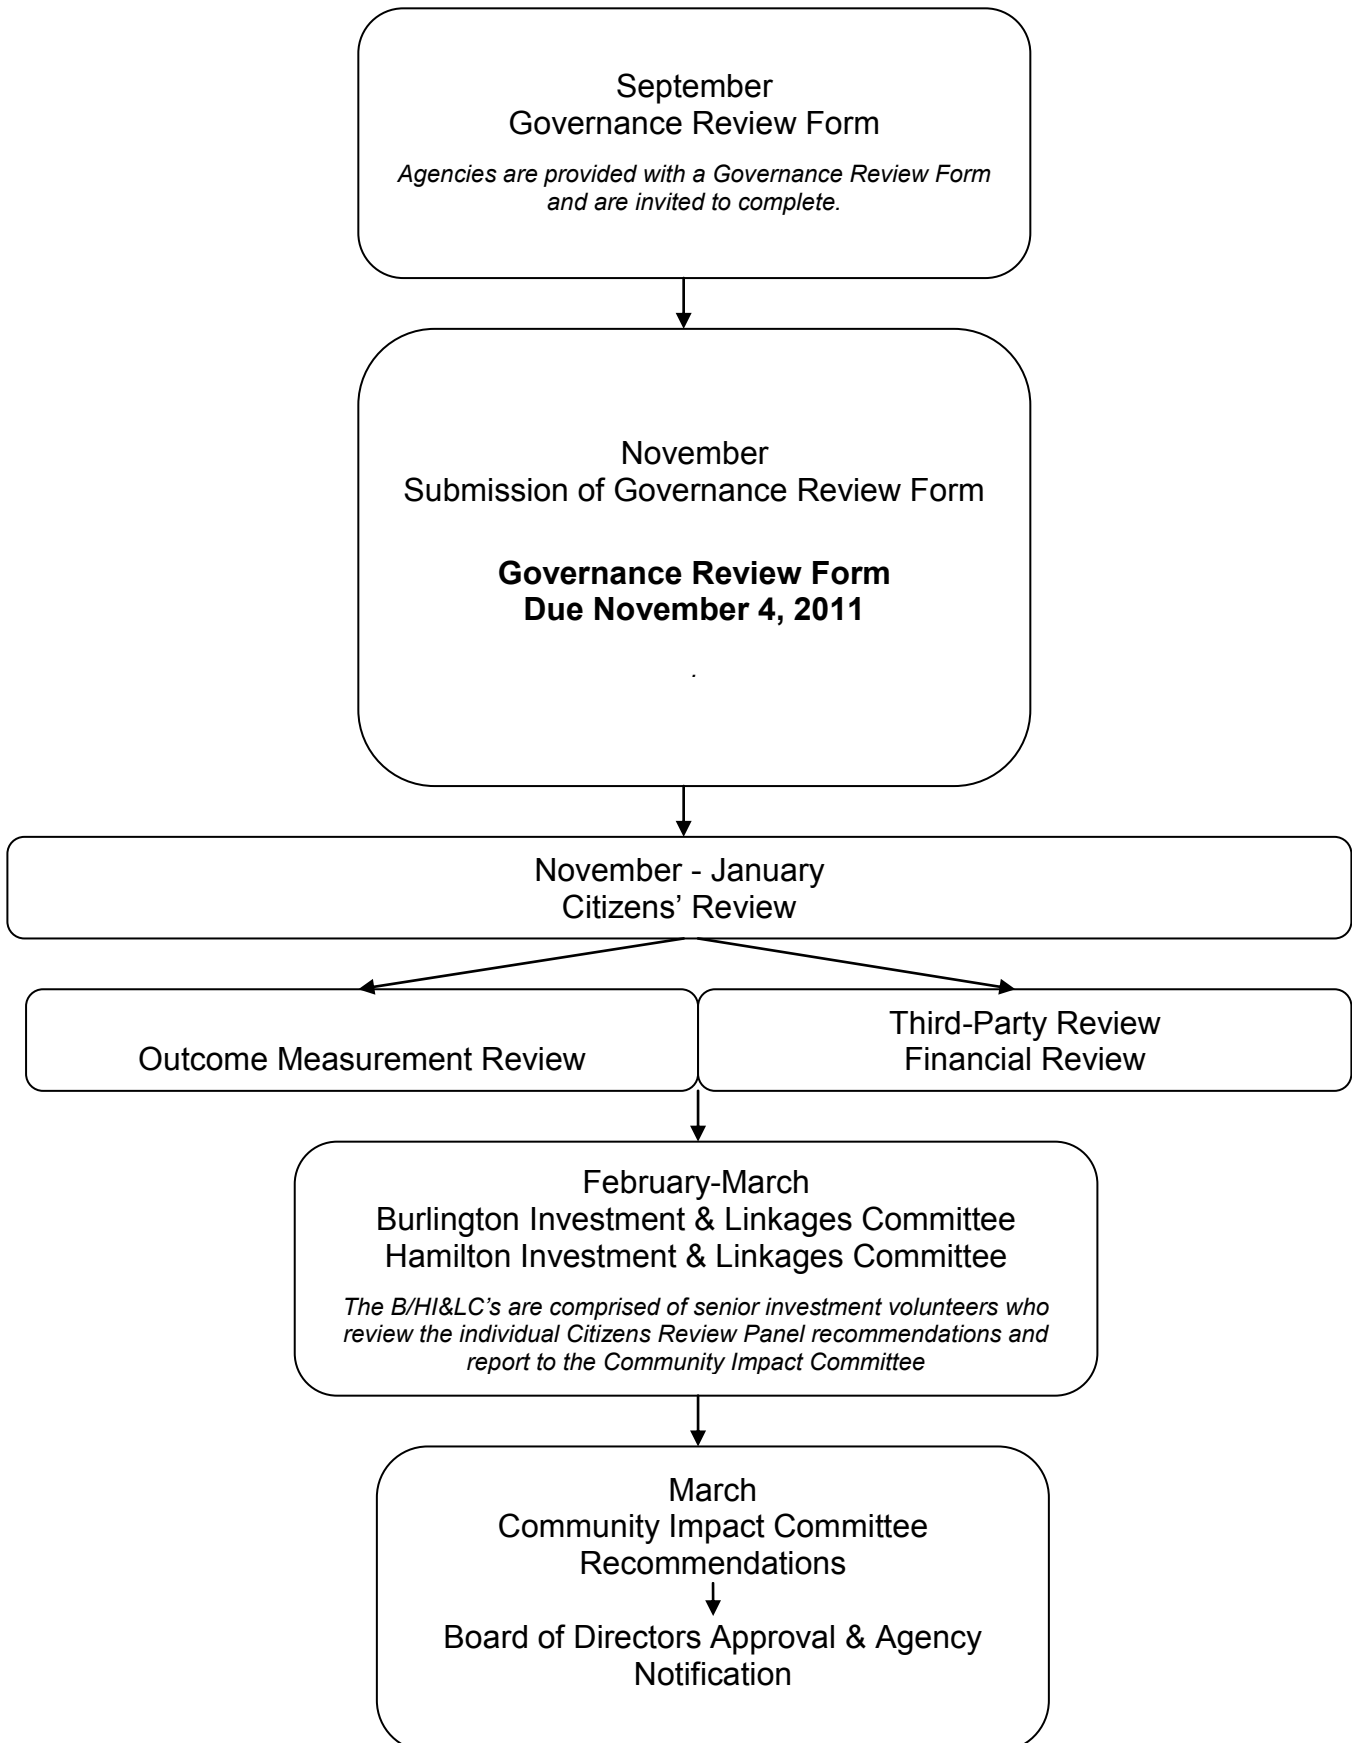 September
Governance Review Form
Agencies are provided with a Governance Review Form
and are invited to complete.
November
Submission of Governance Review Form
Governance Review Form
Due November 4, 2011
.
November - January
Citizens’ Review
Outcome Measurement Review
Third-Party Review
Financial Review
February-March
Burlington Investment & Linkages Committee
Hamilton Investment & Linkages Committee
The B/HI&LC’s are comprised of senior investment volunteers who
review the individual Citizens Review Panel recommendations and
report to the Community Impact Committee
March
Community Impact Committee
Recommendations
Board of Directors Approval & Agency
Notification